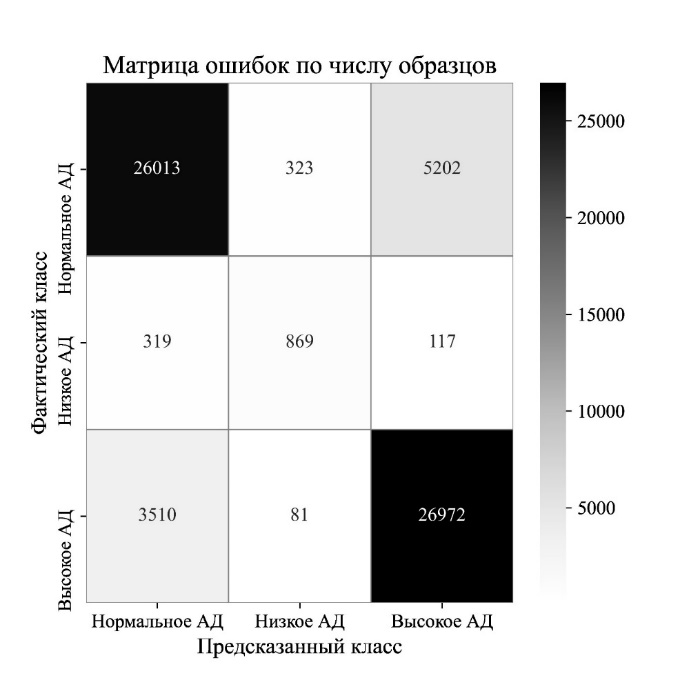 Матрица ошибок по числу образцов
26013 323 5202
319 869 117
3510 81 26972
Нормальное АД
Низкое АД
Высокое АД
Фактический класс
Нормальное АД Низкое АД Высокое АД
Предсказанный класс
25000
20000
15000
10000
5000